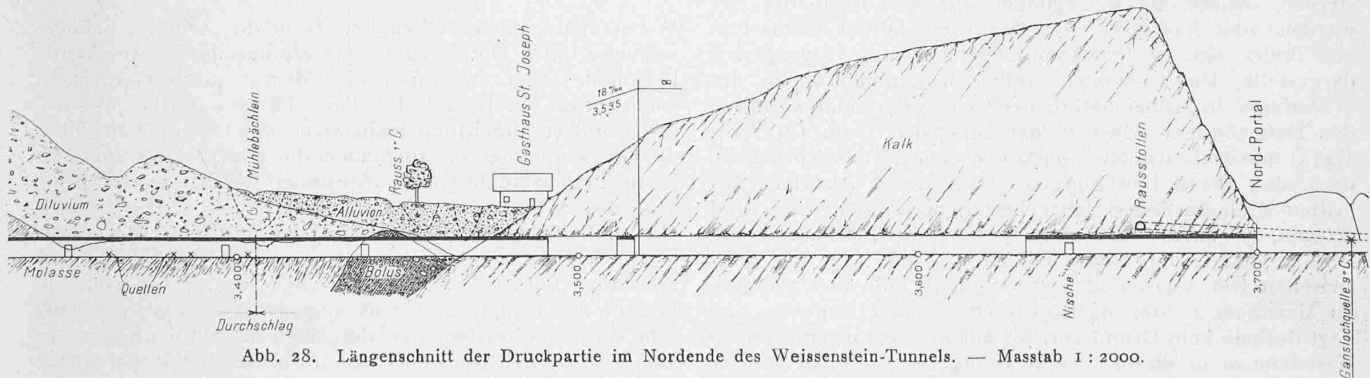 18‰
3.535
∞
Mühlebächlein
Rauss 1°C.
Gasthaus St. Joseph
Kalk
Rausstollen
Nord-Portal
Diluvium
Alluvion
Molasse
Quellen
3,400
Bolus
3,500
3,600
Nische
3,700
Ganslochquelle 9°C.
Durchschlag
Abb. 28. Längenschnitt der Druckpartie im Nordende des Weissenstein-Tunnels. — Masstab 1 : 2000.